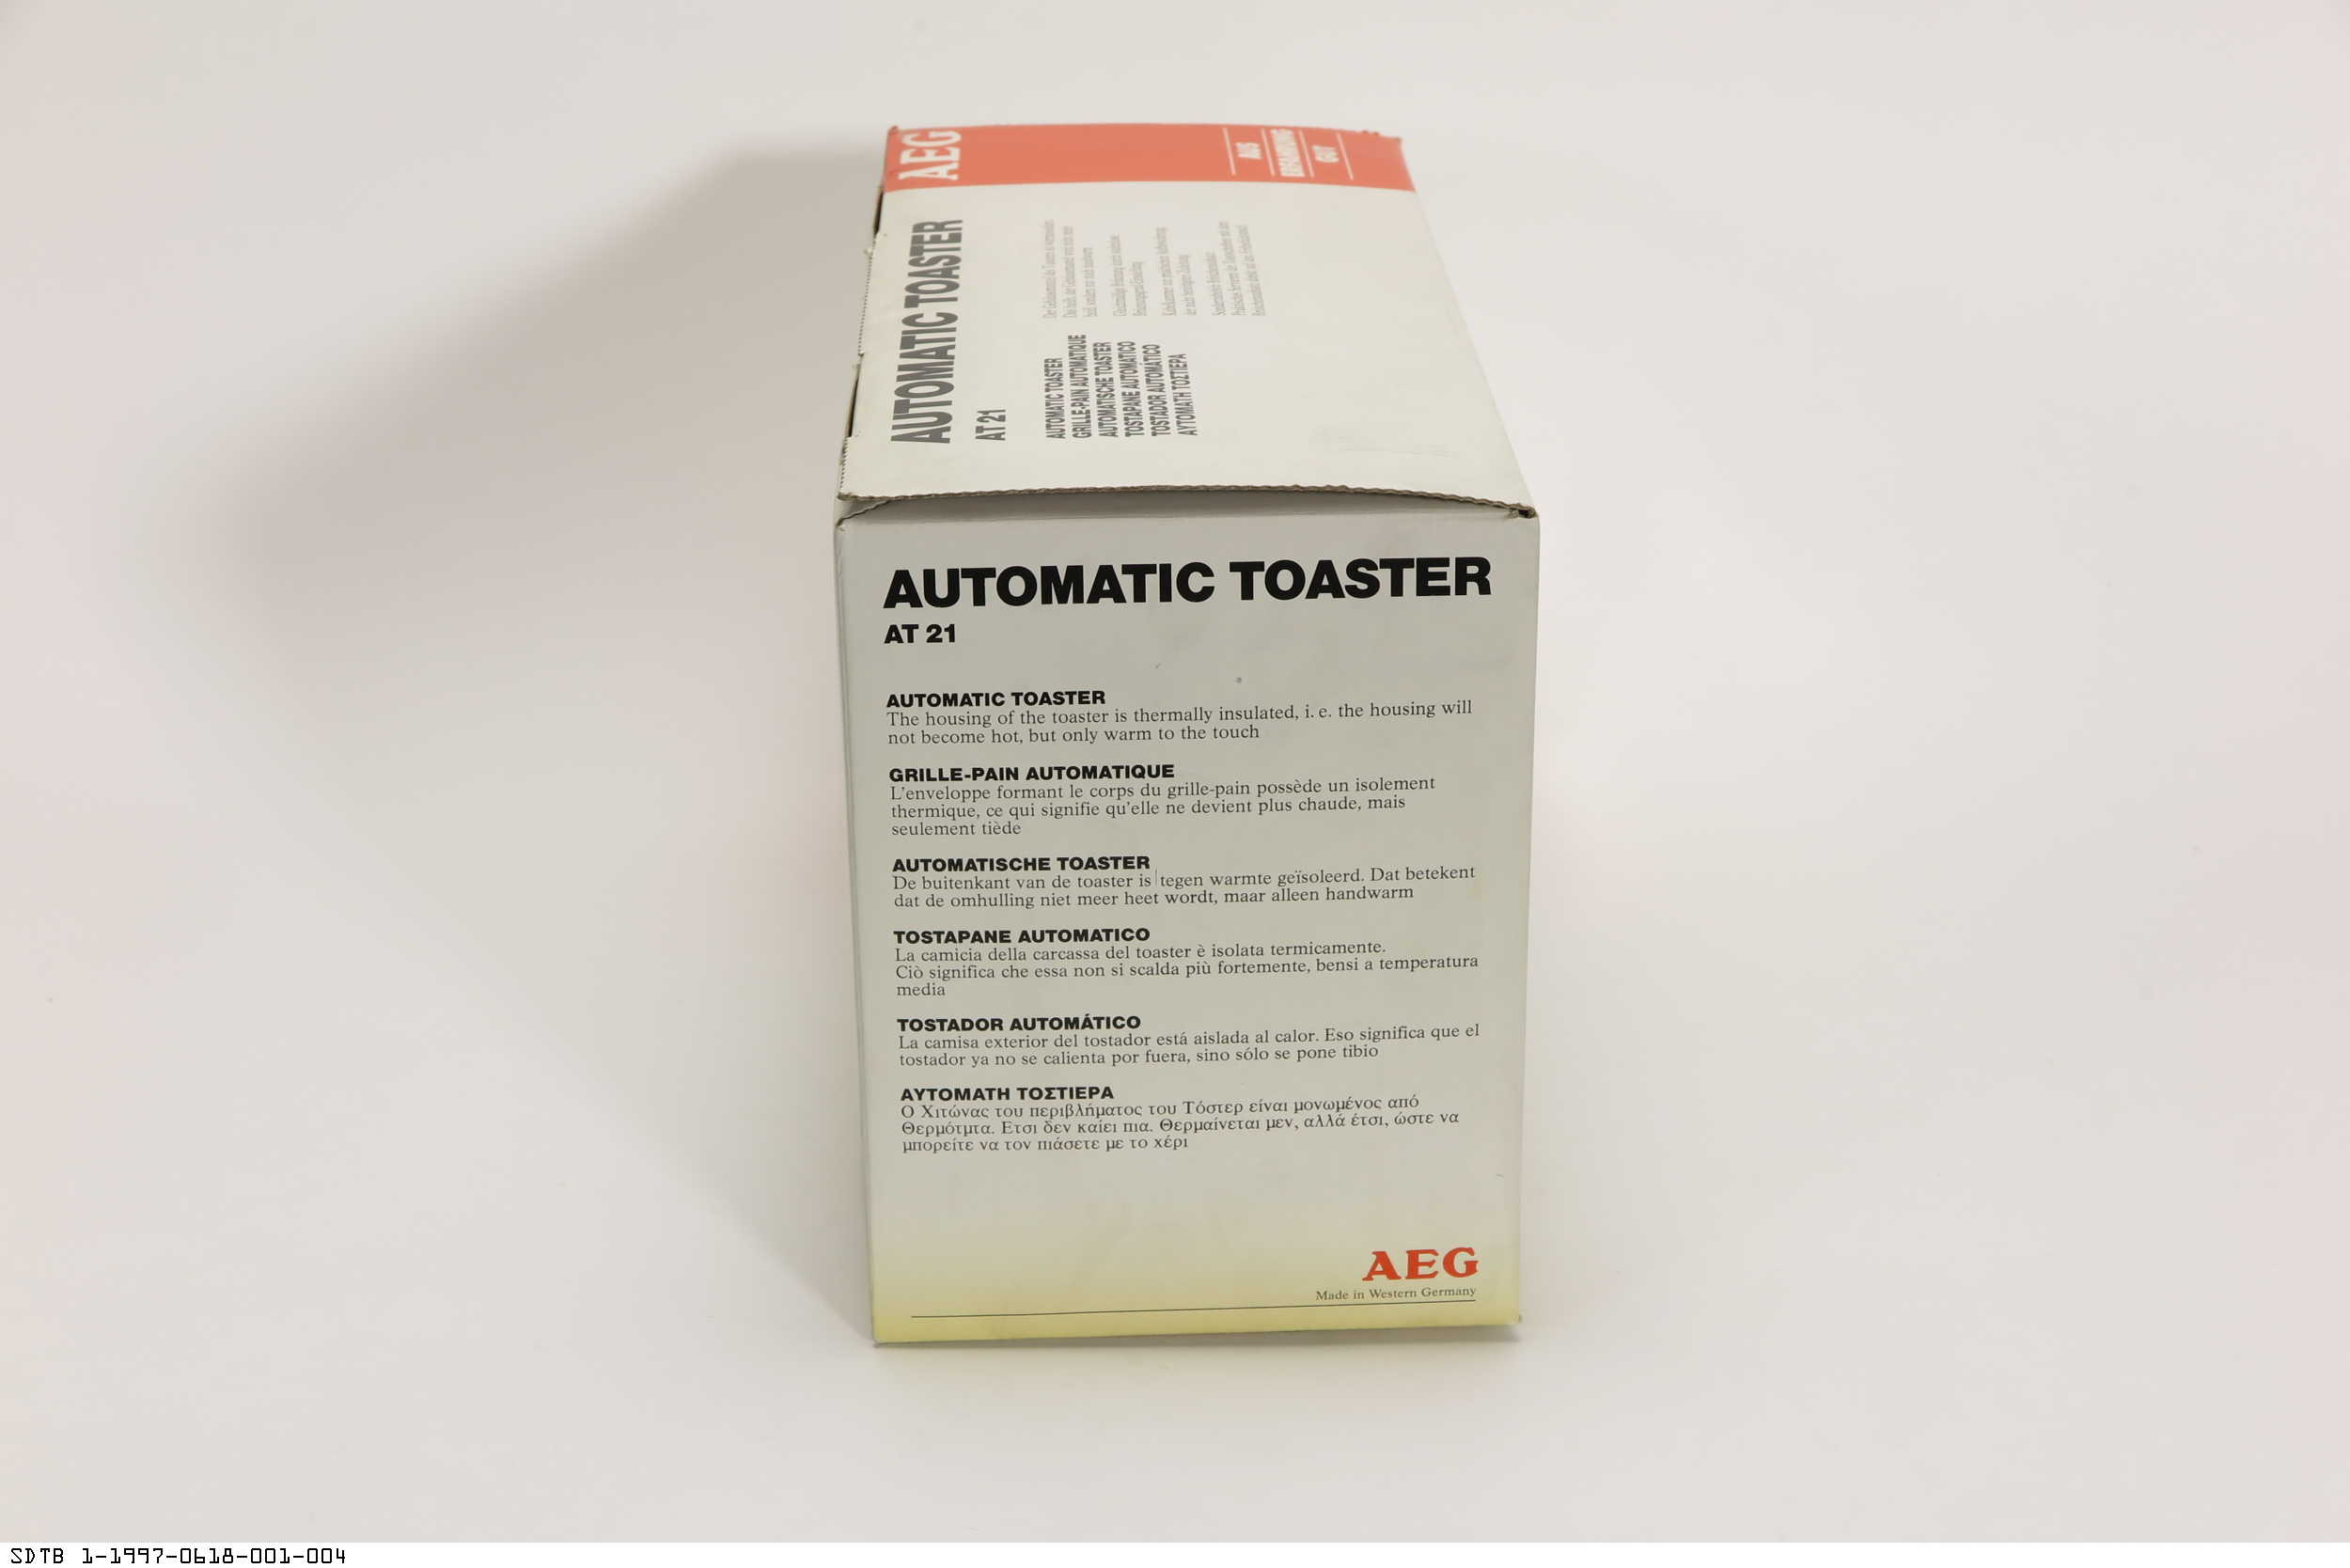 AEG
AUS
ERFAHRUNG
GUT
AUTOMATIC TOASTER
AT 21
AUTOMATIC TOASTER
GRILLE-PAIN AUTOMATIQUE
AUTOMATISCHE TOASTER
TOSTAPANE AUTOMATICO
TOSTADOR AUTOMÁTICO
ΑΥΤΟΜΑΤΗ ΤΟΣΤΙΕΡΑ
AUTOMATIC TOASTER
AT 21
AUTOMATIC TOASTER
The housing of the toaster is thermally insulated, i. e. the housing will
not become hot, but only warm to the touch
GRILLE-PAIN AUTOMATIQUE
L'enveloppe formant le corps du grille-pain possède un isolement
thermique, ce qui signifie qu'elle ne devient plus chaude, mais
seulement tiède
AUTOMATISCHE TOASTER
De buitenkant van de toaster is tegen warmte geïsoleerd. Dat betekent
dat de omhulling niet meer heet wordt, maar alleen handwarm
TOSTAPANE AUTOMATICO
La camicia della carcassa del toaster è isolata termicamente.
Ciò significa che essa non si scalda più fortemente, bensi a temperatura
media
TOSTADOR AUTOMÁTICO
La camisa exterior del tostador está aislada al calor. Eso significa que el
tostador ya no se calienta por fuera, sino sólo se pone tibio
ΑΥΤΟΜΑΤΗ ΤΟΣΤΙΕΡΑ
Ο Χιτώνας του περιβλήματος του Τόστερ είναι μονωμένος από
Θερμότμτα. Ετσι δεν καίει πια. Θερμαίνεται μεν, αλλά έτσι, ώστε να
μπορείτε να τον πιάσετε με το χέρι
AEG
Made in Western Germany
SDTB 1-1997-0618-001-004